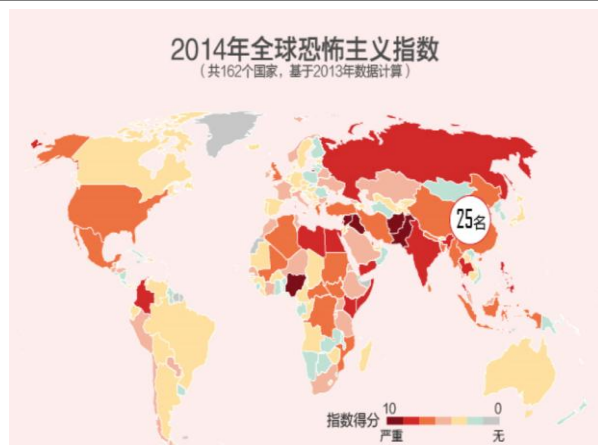 2014年全球恐怖主义指数
（共162个国家，基于2013年数据计算）
25名
10 0
指数得分
严重 无